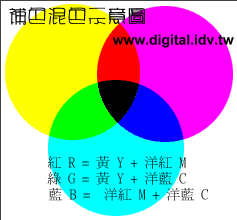 補色混色示意圖
www.digital.idv.tw
紅 R = 黃 Y + 洋紅 M
綠 G = 黃 Y + 洋藍 C
藍 B = 洋紅 M + 洋藍 C